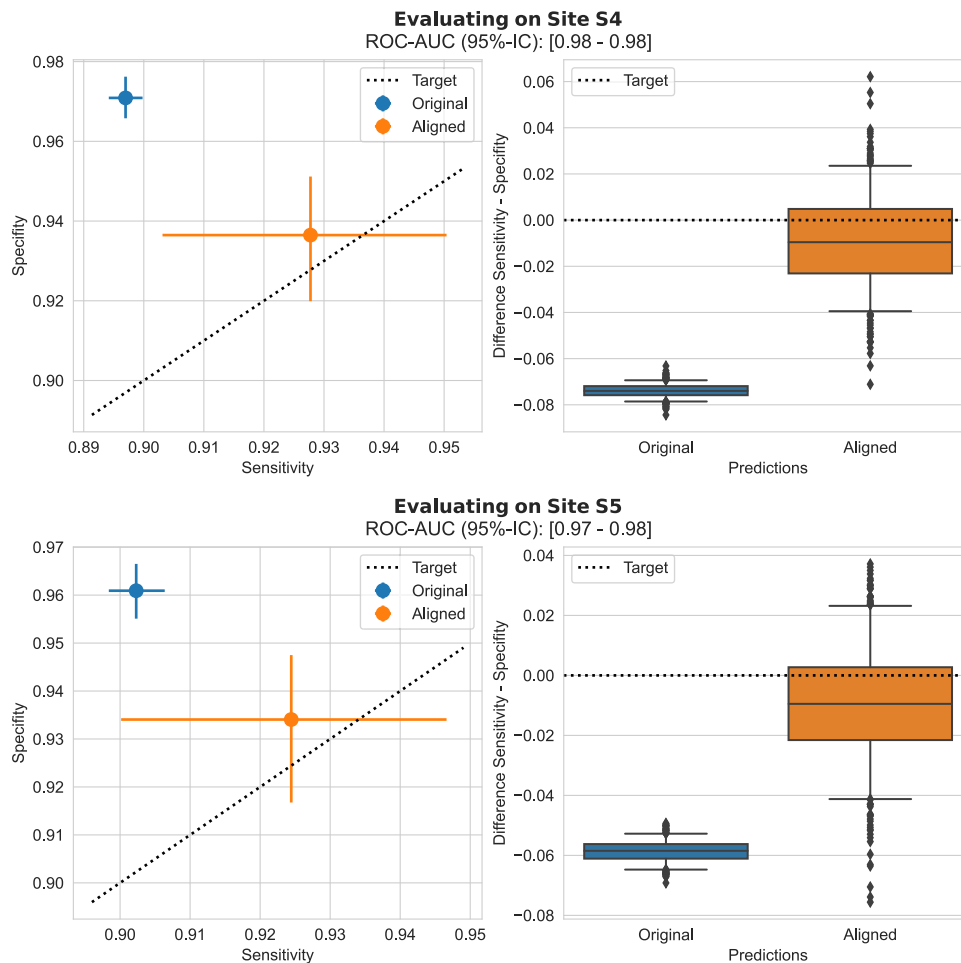 Evaluating on Site S4
ROC-AUC (95%-IC): [0.98 - 0.98]
0.98
0.96
0.94
0.92
0.90
Specifity
Target
Original
Aligned
0.89 0.90 0.91 0.92 0.93 0.94 0.95
Sensitivity
0.06
0.04
0.02
0.00
−0.02
−0.04
−0.06
−0.08
Difference Sensitivity - Specifity
Target
Original Aligned
Predictions
Evaluating on Site S5
ROC-AUC (95%-IC): [0.97 - 0.98]
0.97
0.96
0.95
0.94
0.93
0.92
0.91
0.90
Specifity
Target
Original
Aligned
0.90 0.91 0.92 0.93 0.94 0.95
Sensitivity
0.04
0.02
0.00
−0.02
−0.04
−0.06
−0.08
Difference Sensitivity - Specifity
Target
Original Aligned
Predictions